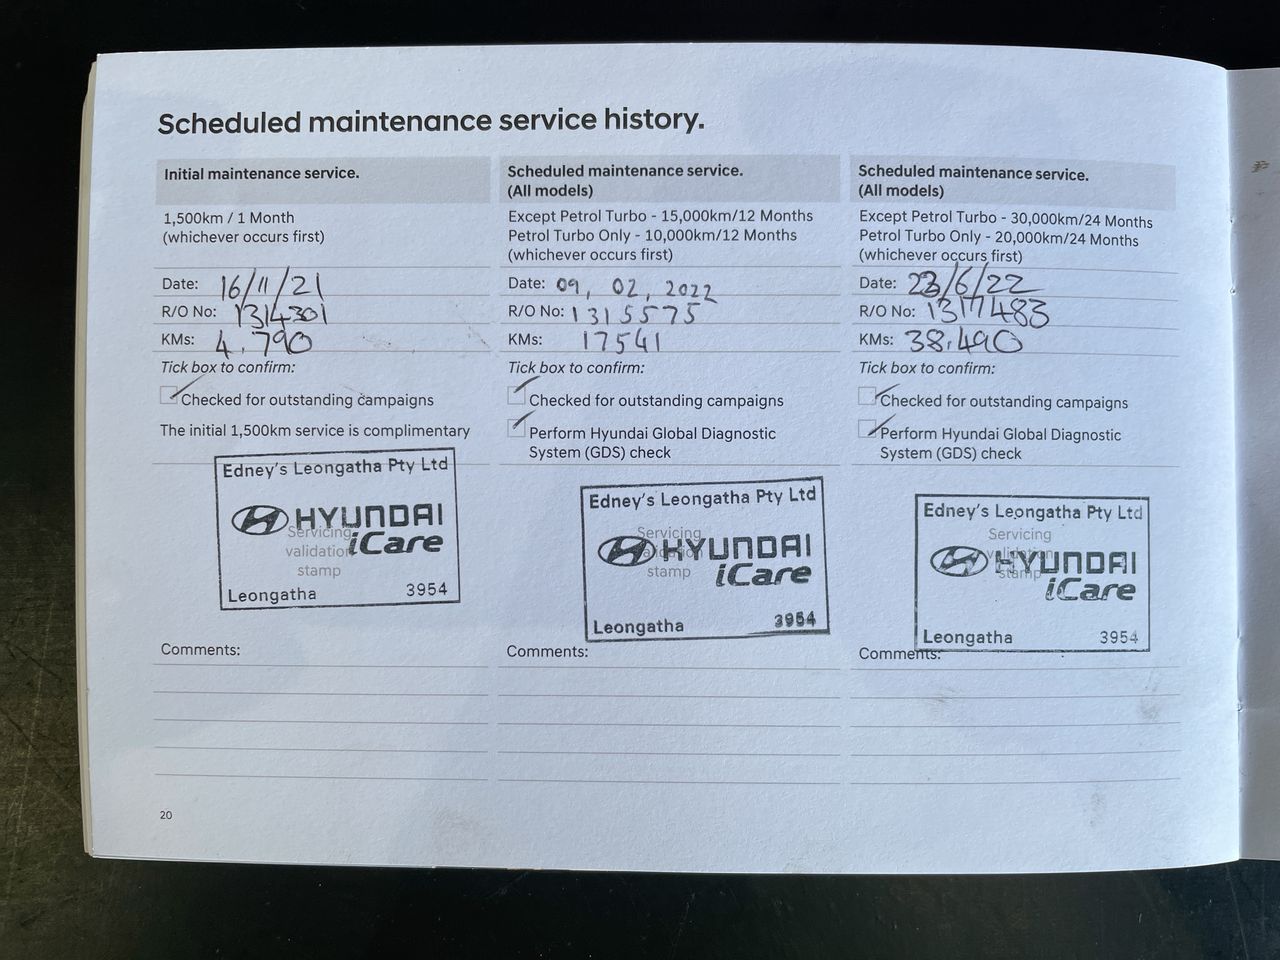 Scheduled maintenance service history.
Initial maintenance service.
1,500km / 1 Month
(whichever occurs first)
Date: 16/11/21
R/O No: 1314301
KMs: 4.790
Tick box to confirm:
Checked for outstanding campaigns
The initial 1,500km service is complimentary
Edney's Leongatha Pty Ltd
HYUNDAI
iCare
Servicing
validation
stamp
Leongatha 3954
Comments:
Scheduled maintenance service.
(All models)
Except Petrol Turbo - 15,000km/12 Months
Petrol Turbo Only - 10,000km/12 Months
(whichever occurs first)
Date: 09, 02, 2022
R/O No: 1315575
KMs: 17541
Tick box to confirm:
Checked for outstanding campaigns
Perform Hyundai Global Diagnostic
System (GDS) check
Edney's Leongatha Pty Ltd
HYUNDAI
iCare
Servicing
validation
stamp
Leongatha 3954
Comments:
Scheduled maintenance service.
(All models)
Except Petrol Turbo - 30,000km/24 Months
Petrol Turbo Only - 20,000km/24 Months
(whichever occurs first)
Date: 23/6/22
R/O No: 1317483
KMs: 38.490
Tick box to confirm:
Checked for outstanding campaigns
Perform Hyundai Global Diagnostic
System (GDS) check
Edney's Leongatha Pty Ltd
Servicing
validation
stamp
HYUNDAI
iCare
Leongatha 3954
Comments:
20